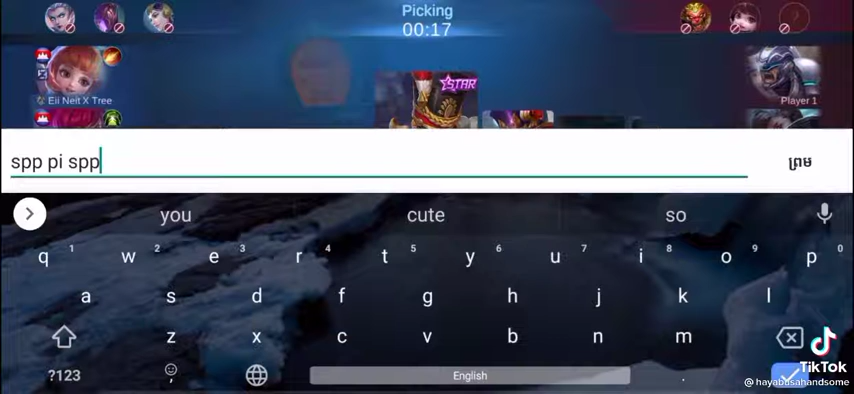 Picking
00:17
Eii Neit X Tree
Player 1
STAR
spp pi spp
ព្រម
you cute so
q 1 w 2 e 3 r 4 t 5 y 6 u 7 i 8 o 9 p 0
a s d f g h j k l
z x c v b n m
?123 , English .
TikTok
@hayabusahandsome